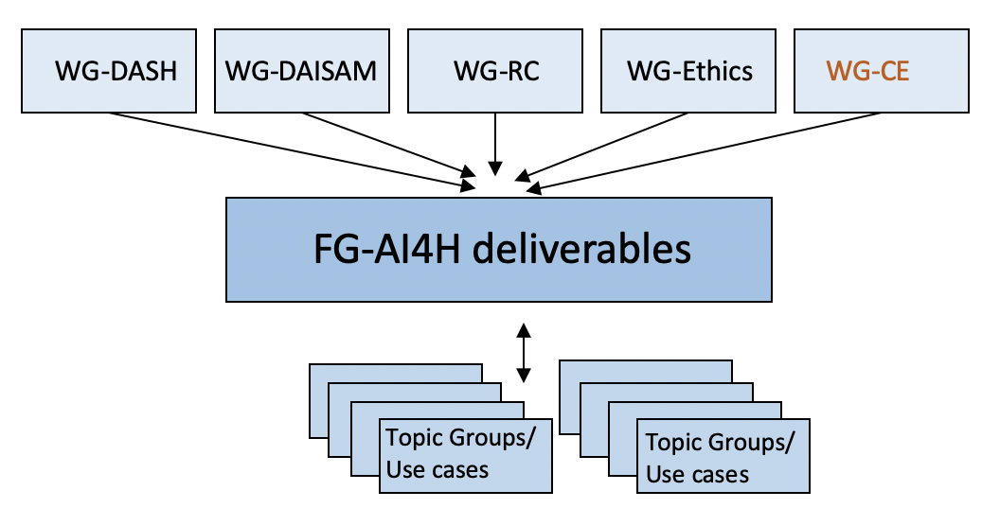 WG-DASH
WG-DAISAM
WG-RC
WG-Ethics
WG-CE
FG-AI4H deliverables
Topic Groups/
Use cases
Topic Groups/
Use cases